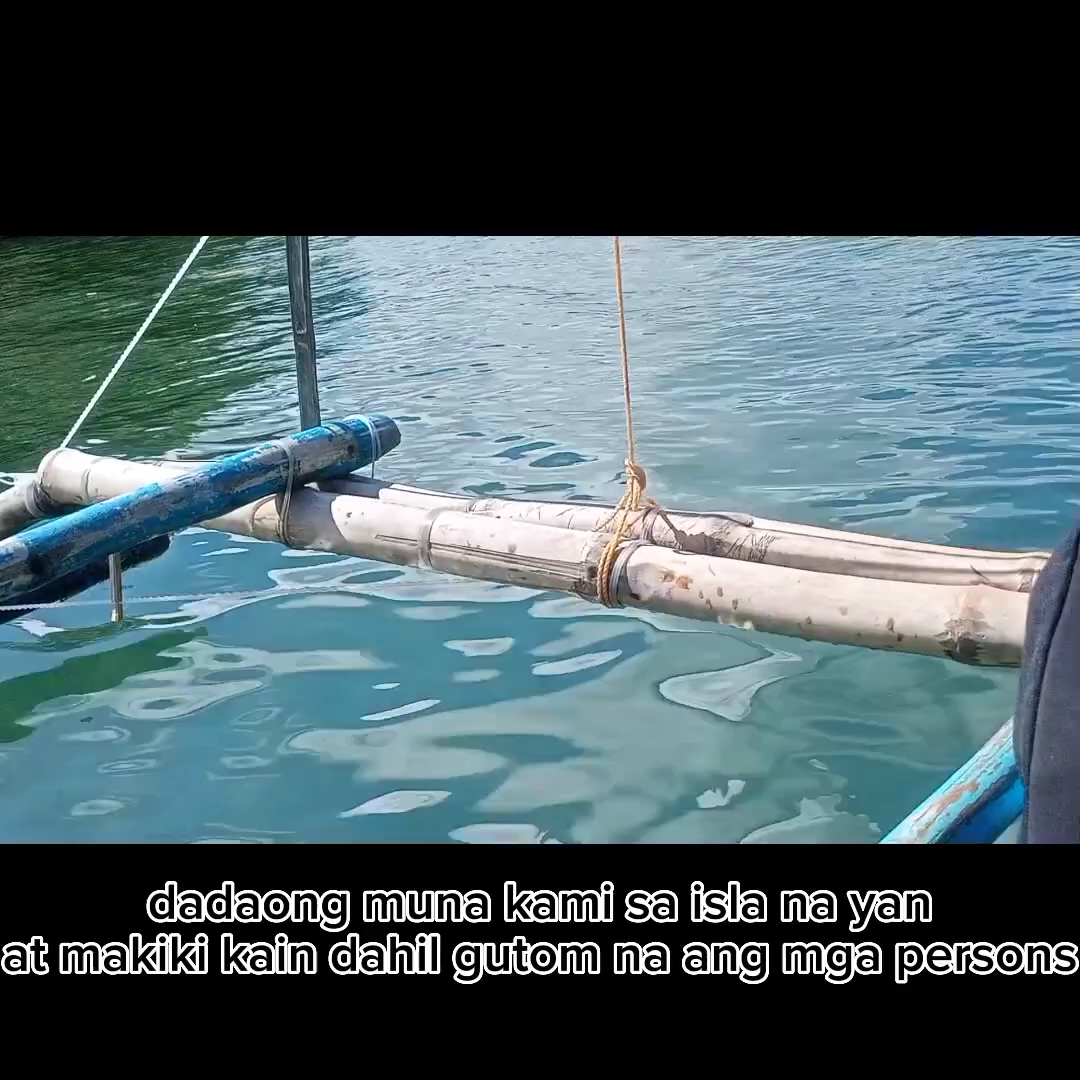 dadaong muna kami sa isla na yan
at makiki kain dahil gutom na ang mga persons